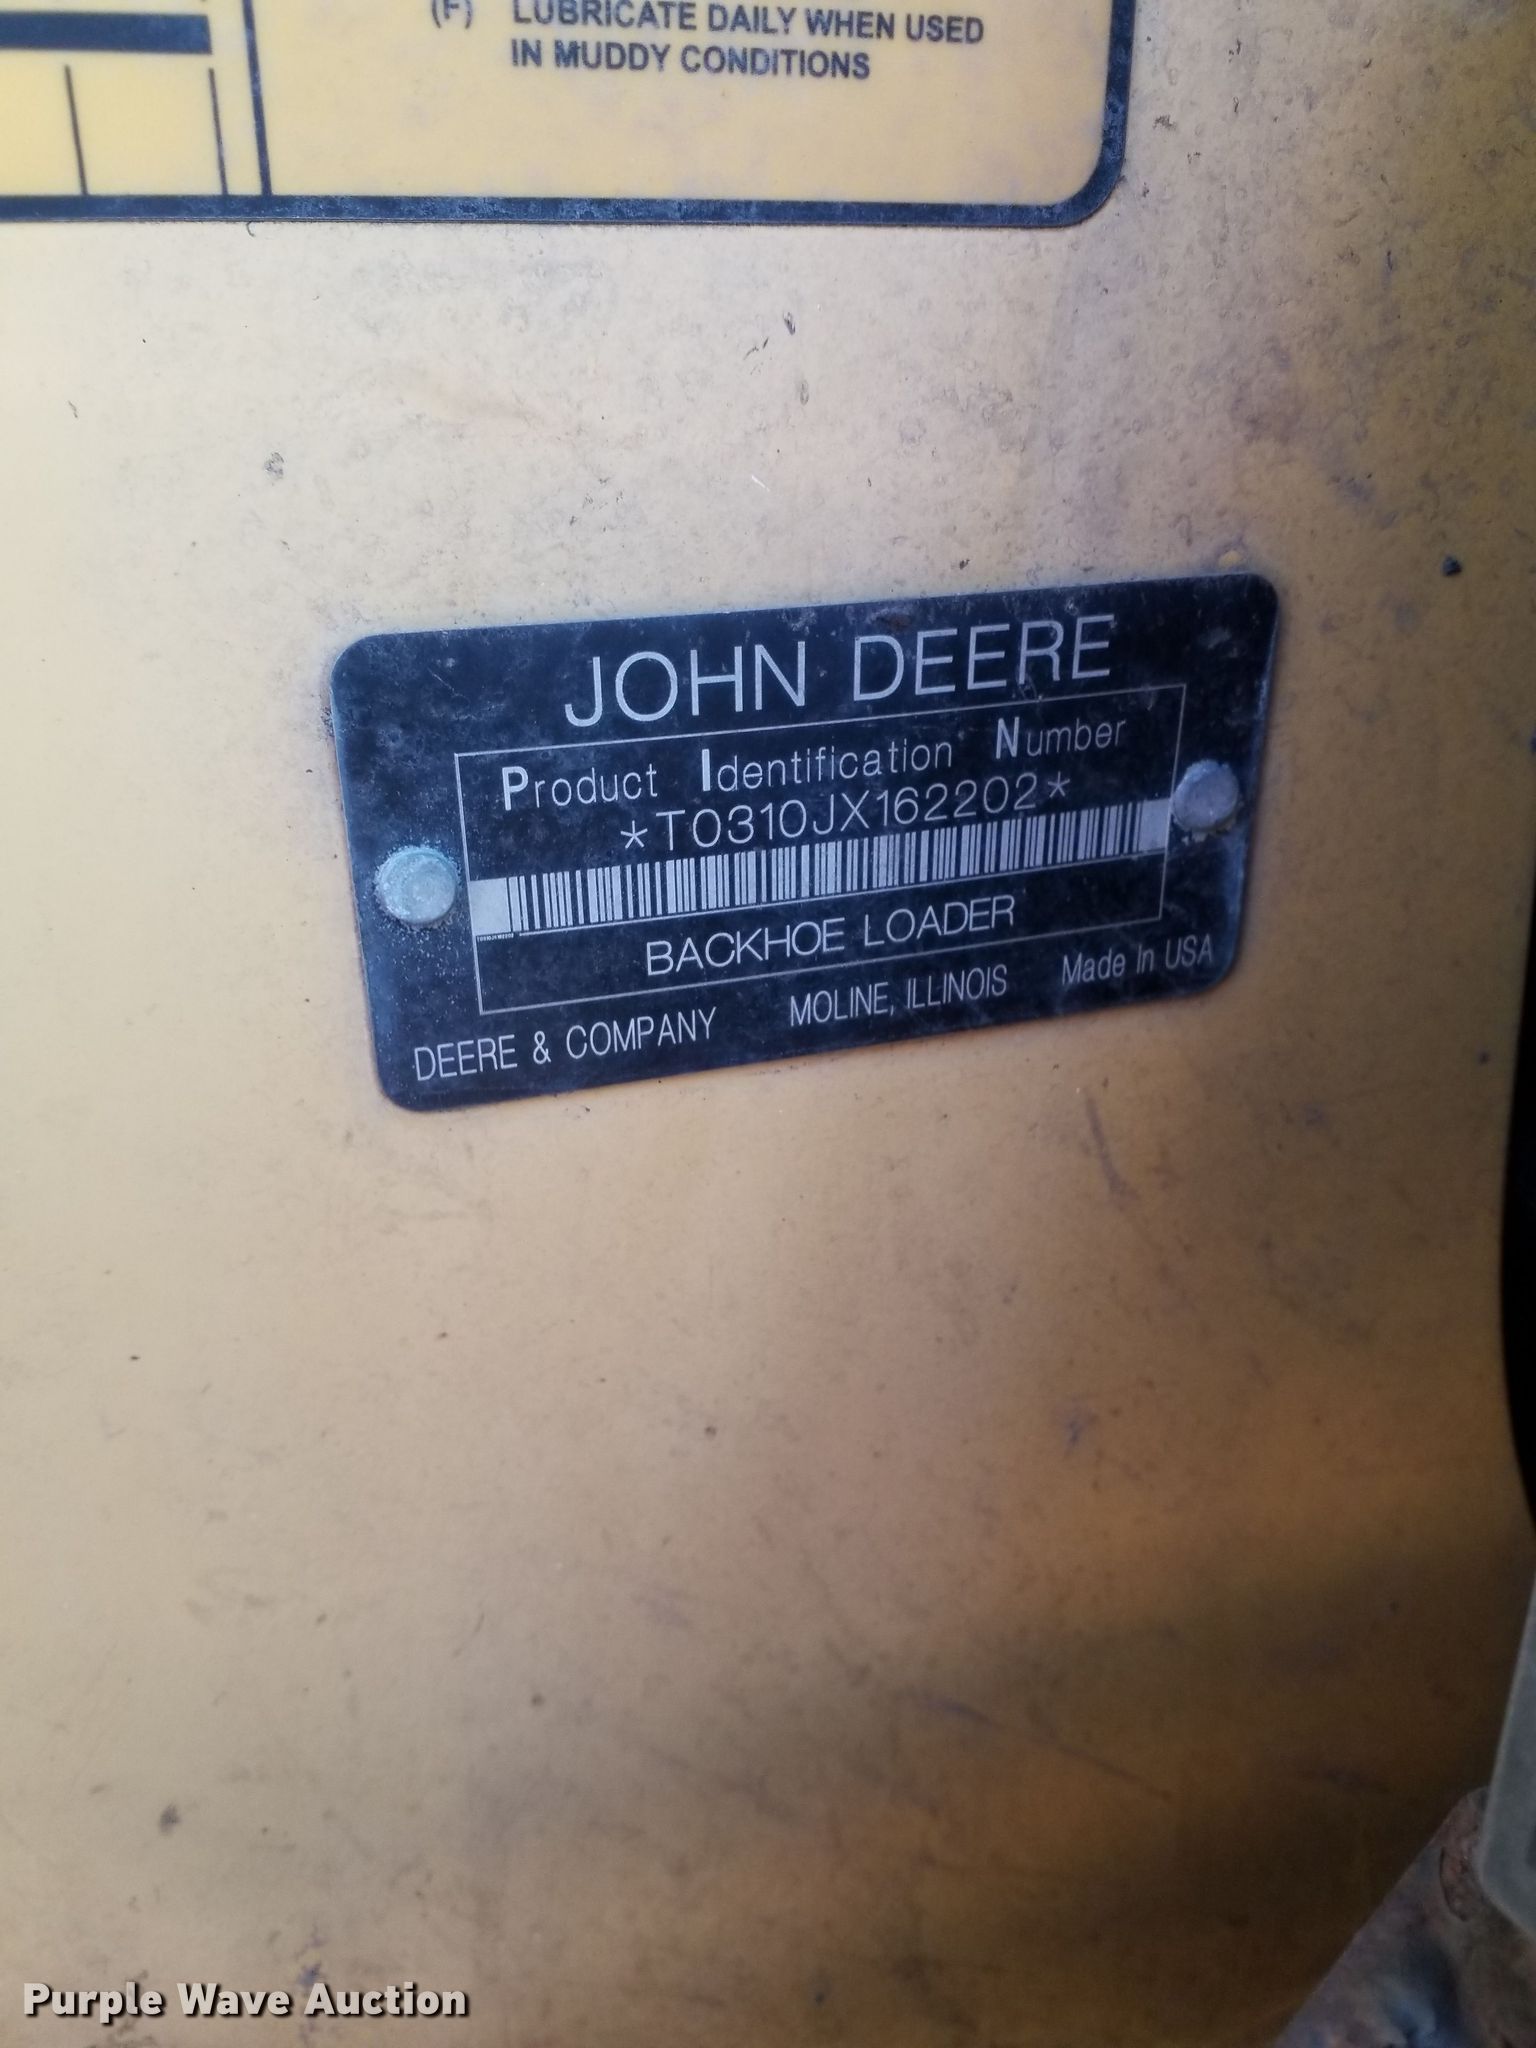 (F) LUBRICATE DAILY WHEN USED
IN MUDDY CONDITIONS
JOHN DEERE
Product Identification Number
*T0310JX162202*
BACKHOE LOADER
DEERE & COMPANY MOLINE, ILLINOIS Made In USA
Purple Wave Auction